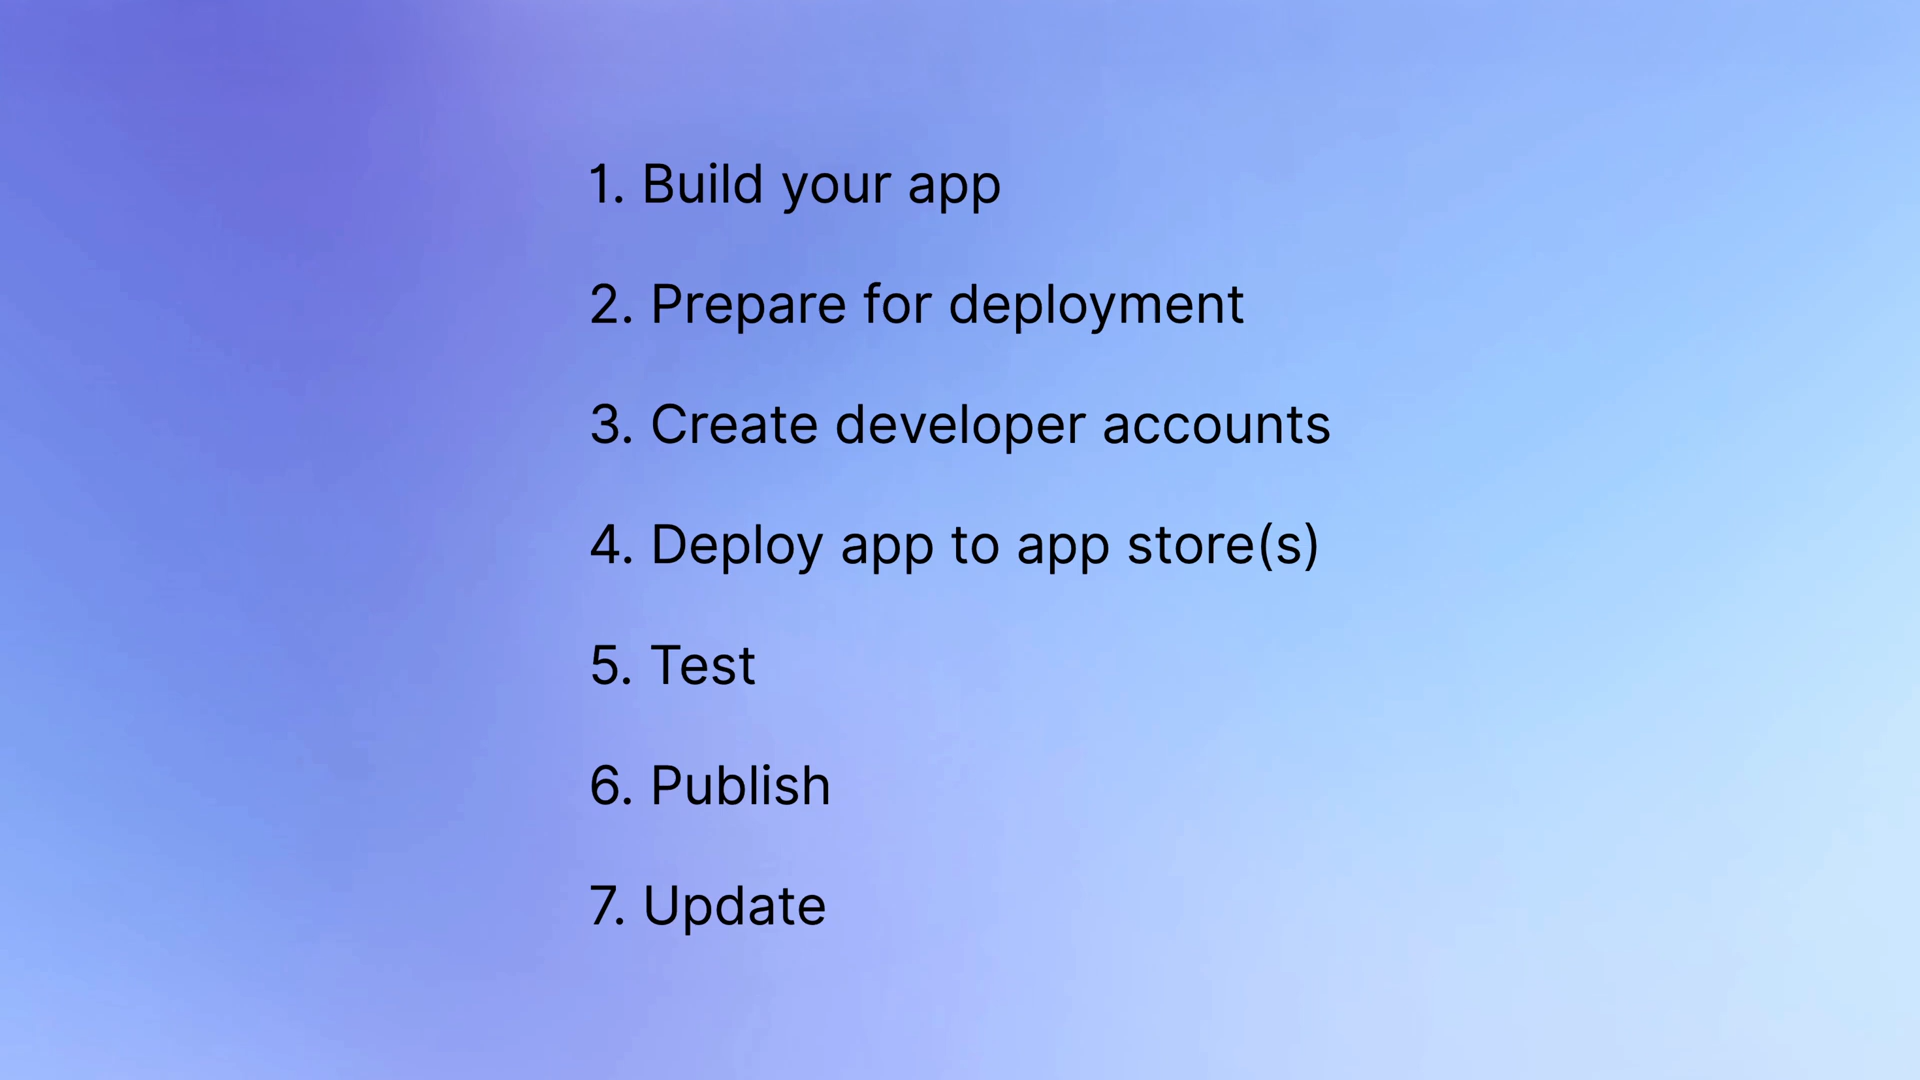 1. Build your app
2. Prepare for deployment
3. Create developer accounts
4. Deploy app to app store(s)
5. Test
6. Publish
7. Update